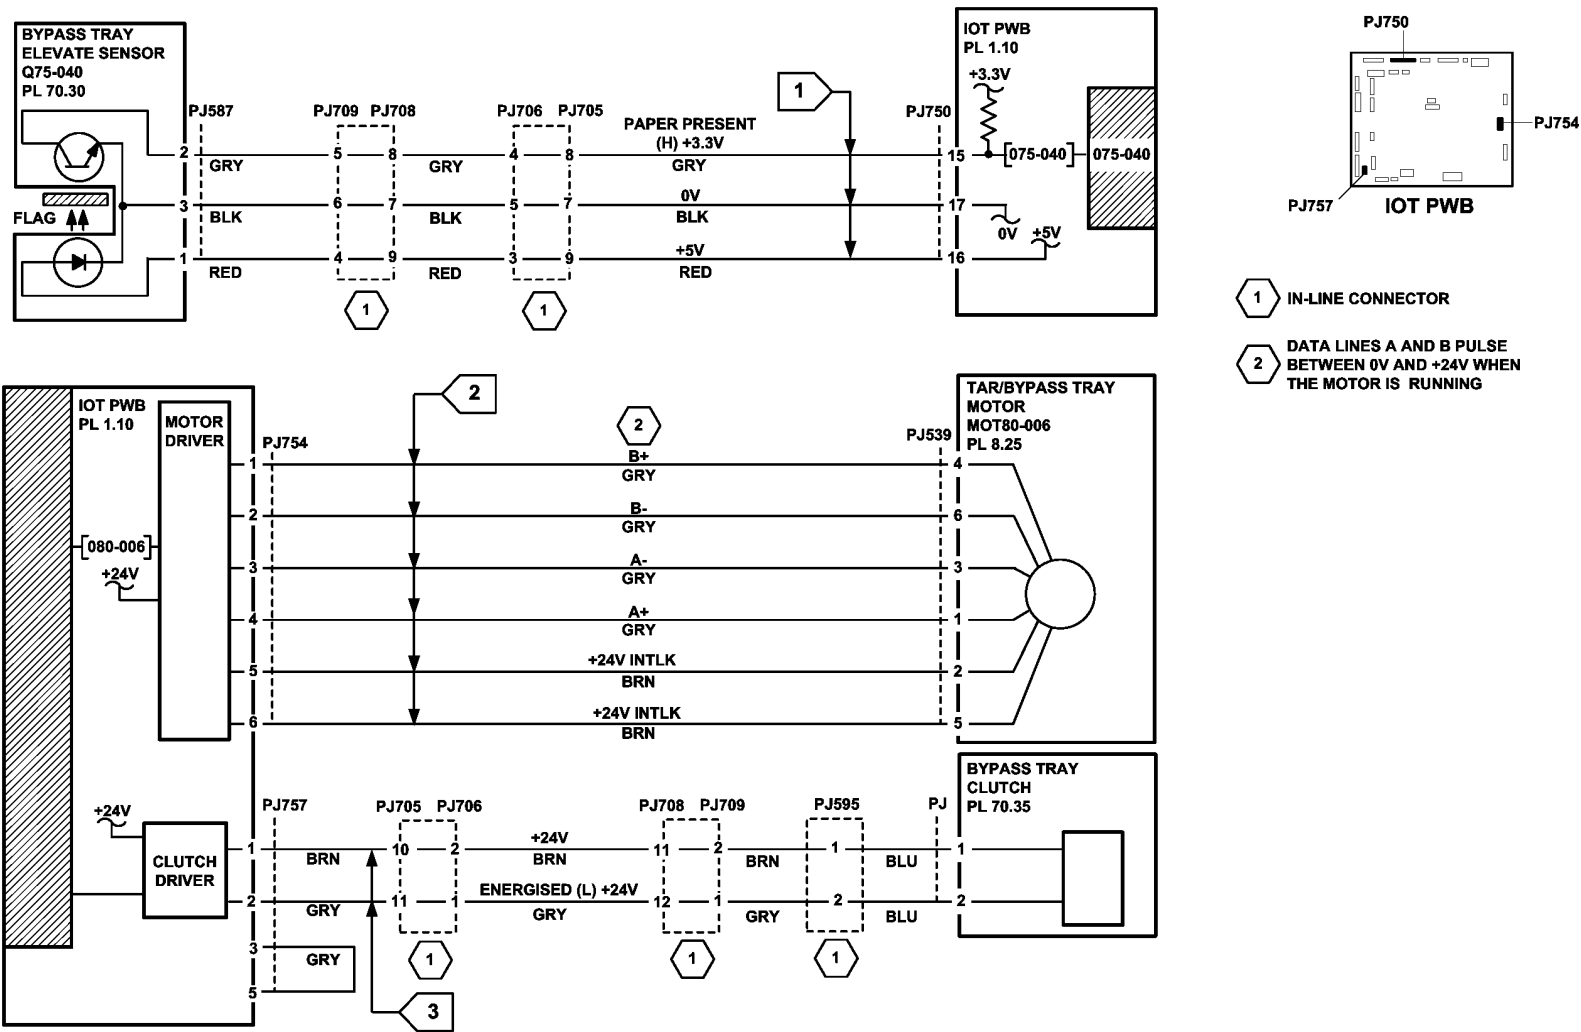 BYPASS TRAY
ELEVATE SENSOR
Q75-040
PL 70.30
FLAG
PJ587
2
3
1
GRY
BLK
RED
PJ709 PJ708
5 8
6 7
4 9
1
GRY
BLK
RED
PJ706 PJ705
4 8
5 7
3 9
1
PAPER PRESENT
(H) +3.3V
GRY
0V
BLK
+5V
RED
1
PJ750
15
17
16
IOT PWB
PL 1.10
+3.3V
075-040
075-040
0V
+5V
PJ750
PJ754
PJ757
IOT PWB
1 IN-LINE CONNECTOR
2
DATA LINES A AND B PULSE
BETWEEN 0V AND +24V WHEN
THE MOTOR IS RUNNING
IOT PWB
PL 1.10
MOTOR
DRIVER
080-006
+24V
PJ754
1
2
3
4
5
6
2
2
B+
GRY
B-
GRY
A-
GRY
A+
GRY
+24V INTLK
BRN
+24V INTLK
BRN
PJ539
4
6
3
1
2
5
TAR/BYPASS TRAY
MOTOR
MOT80-006
PL 8.25
+24V
CLUTCH
DRIVER
PJ757
1
2
3
5
BRN
GRY
GRY
3
PJ705 PJ706
10 2
11 1
1
+24V
BRN
ENERGISED (L) +24V
GRY
PJ708 PJ709
11 2
12 1
1
BRN
GRY
PJ595
1
2
1
BLU
BLU
PJ
1
2
BYPASS TRAY
CLUTCH
PL 70.35